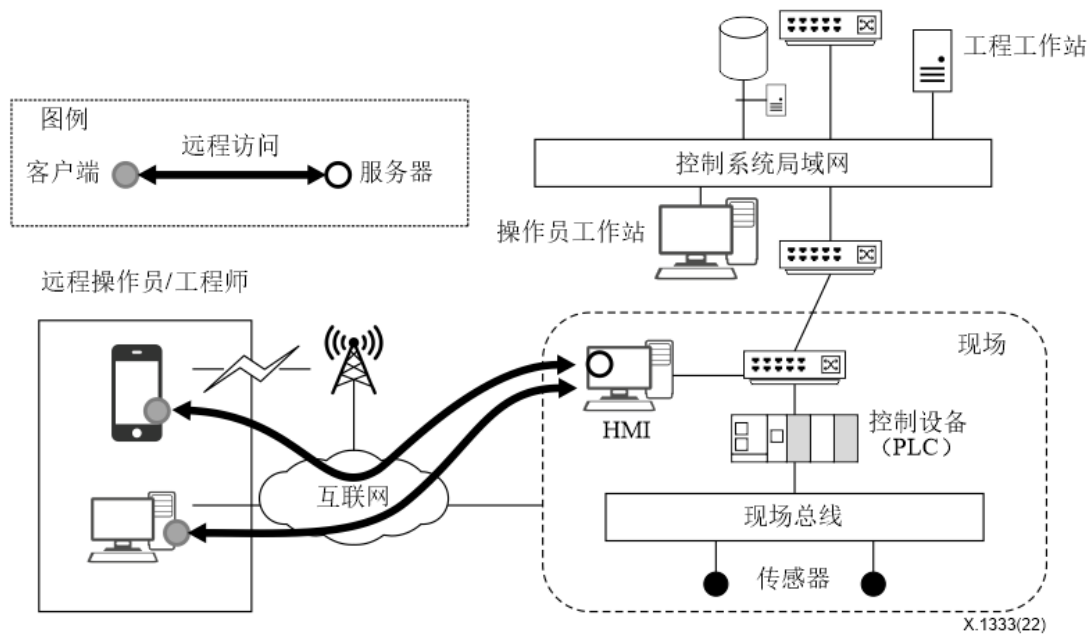 工程工作站
图例
远程访问
客户端
服务器
控制系统局域网
操作员工作站
远程操作员/工程师
现场
HMI
控制设备
（PLC）
互联网
现场总线
传感器
X.1333(22)